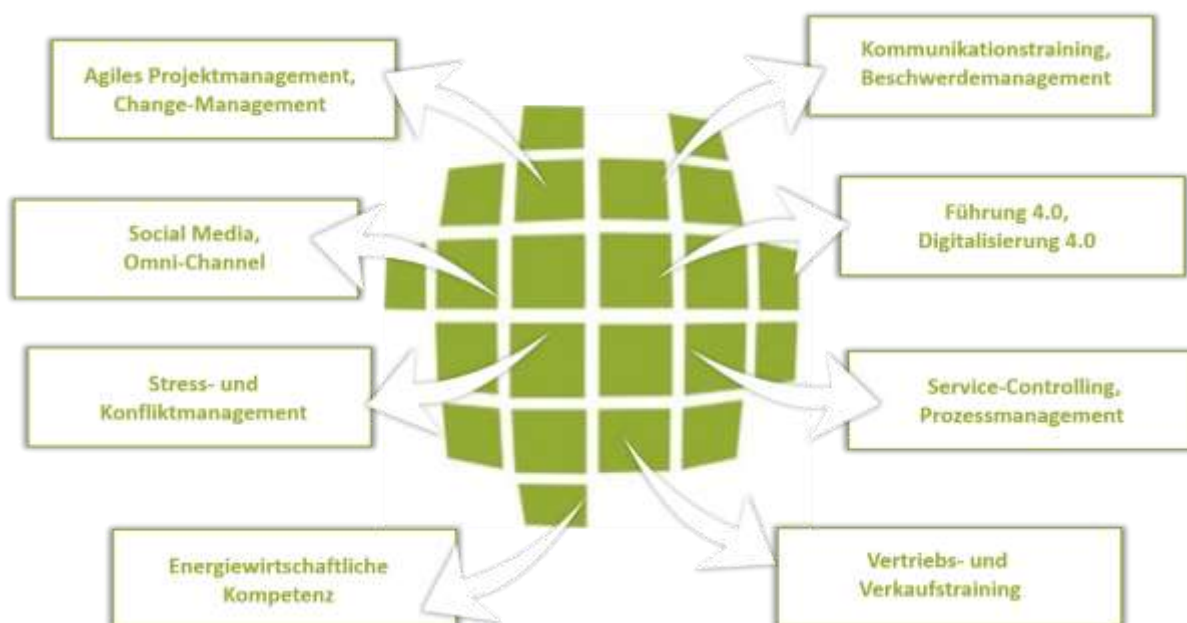 Agiles Projektmanagement,
Change-Management
Kommunikationstraining,
Beschwerdemanagement
Social Media,
Omni-Channel
Führung 4.0,
Digitalisierung 4.0
Stress- und
Konfliktmanagement
Service-Controlling,
Prozessmanagement
Energiewirtschaftliche
Kompetenz
Vertriebs- und
Verkaufstraining